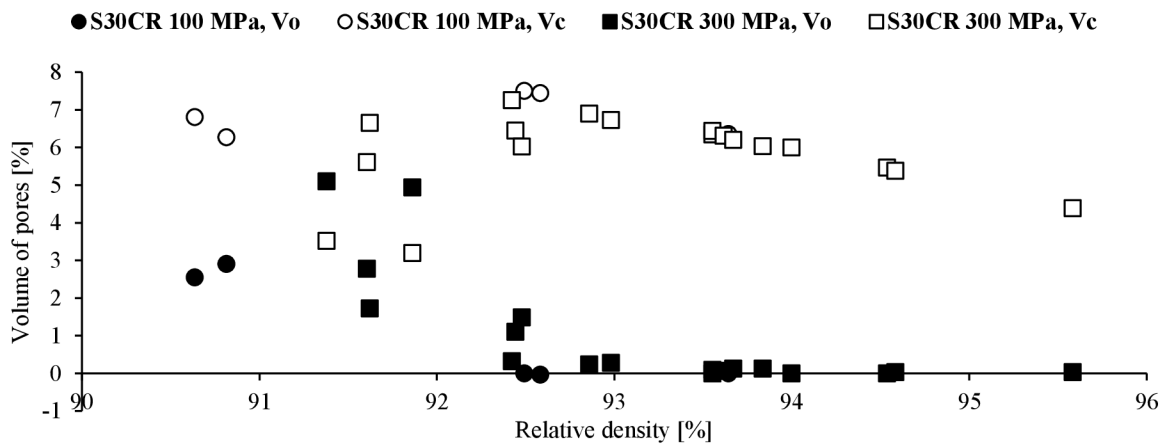 S30CR 100 MPa, Vo S30CR 100 MPa, Vc S30CR 300 MPa, Vo S30CR 300 MPa, Vc
8
7
6
5
4
3
2
1
0
-1
Volume of pores [%]
90 91 92 93 94 95 96
Relative density [%]